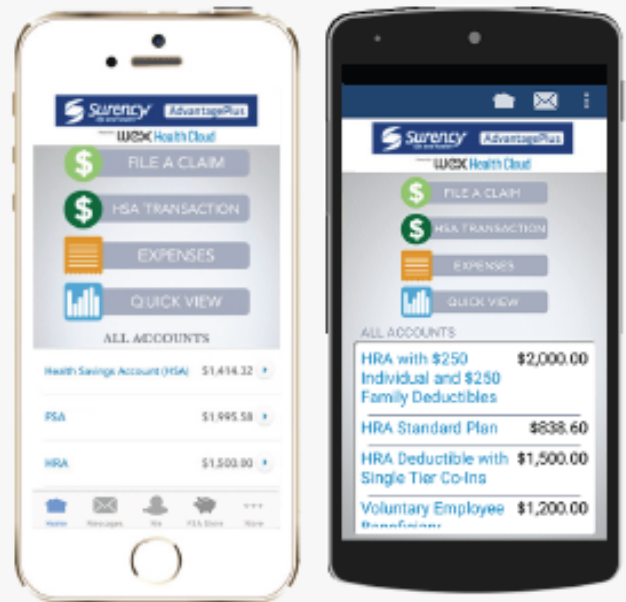 Surency
AdvantagePlus
WEX Health Cloud
FILE A CLAIM
HSA TRANSACTION
EXPENSES
QUICK VIEW
ALL ACCOUNTS
Health Savings Account (HSA) $1,414.32
FSA $1,995.58
HRA $1,500.00
Home Messages Me FSA Store More
Surency
AdvantagePlus
WEX Health Cloud
FILE A CLAIM
HSA TRANSACTION
EXPENSES
QUICK VIEW
ALL ACCOUNTS
HRA with $250 $2,000.00
Individual and $250
Family Deductibles
HRA Standard Plan $838.60
HRA Deductible with $1,500.00
Single Tier Co-Ins
Voluntary Employee $1,200.00
Beneficiary